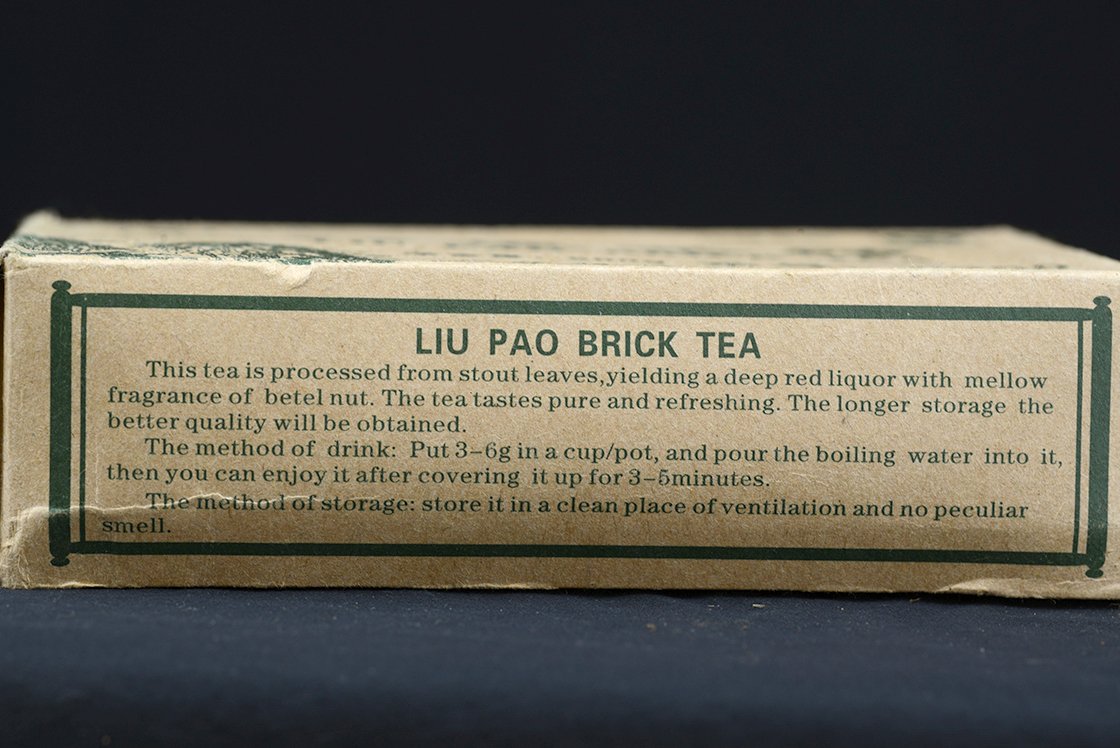 LIU PAO BRICK TEA
This tea is processed from stout leaves,yielding a deep red liquor with mellow
fragrance of betel nut. The tea tastes pure and refreshing. The longer storage the
better quality will be obtained.
The method of drink: Put 3–6g in a cup/pot, and pour the boiling water into it,
then you can enjoy it after covering it up for 3–5minutes.
The method of storage: store it in a clean place of ventilation and no peculiar
smell.